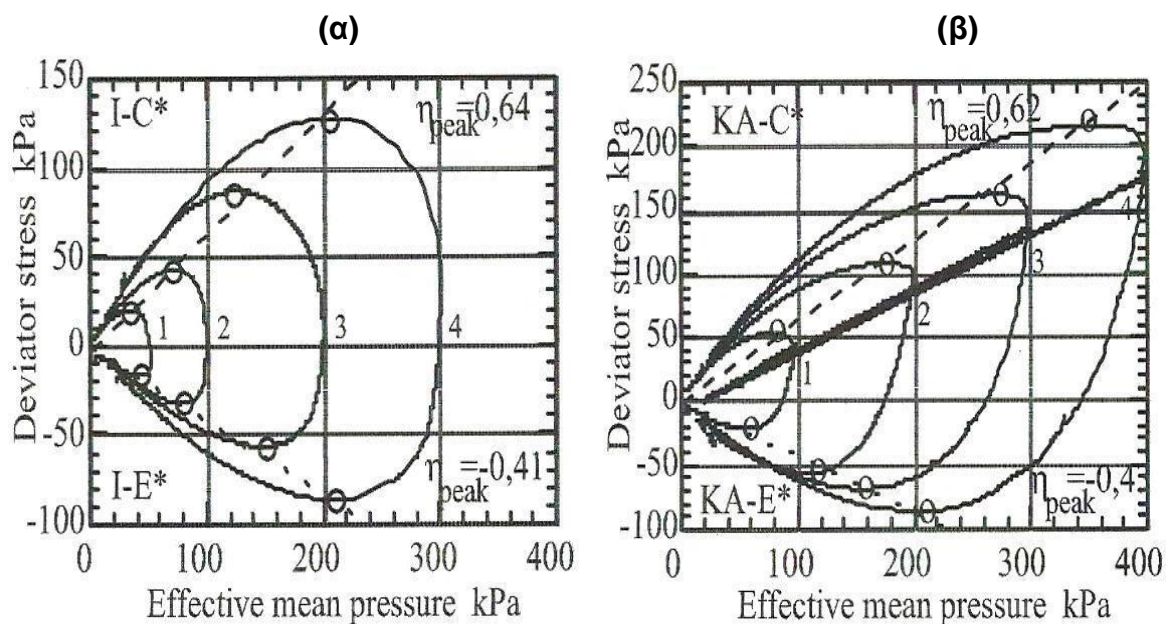 (α)
150
100
50
0
-50
-100
0
100
200
300
400
Deviator stress kPa
Effective mean pressure kPa
I-C*
I-E*
η peak =0,64
η peak =-0,41
1
2
3
4
(β)
250
200
150
100
50
0
-50
-100
0
100
200
300
400
Deviator stress kPa
Effective mean pressure kPa
KA-C*
KA-E*
η peak =0,62
η peak =-0,4
1
2
3
4